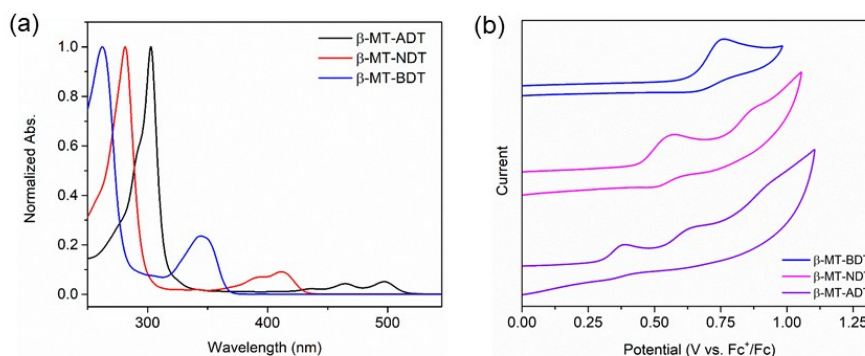 (a)
β-MT-ADT
β-MT-NDT
β-MT-BDT
1.0
0.8
0.6
0.4
0.2
0.0
Normalized Abs.
300
400
500
Wavelength (nm)
(b)
Current
β-MT-BDT
β-MT-NDT
β-MT-ADT
0.00
0.25
0.50
0.75
1.00
1.25
Potential (V vs. Fc⁺/Fc)